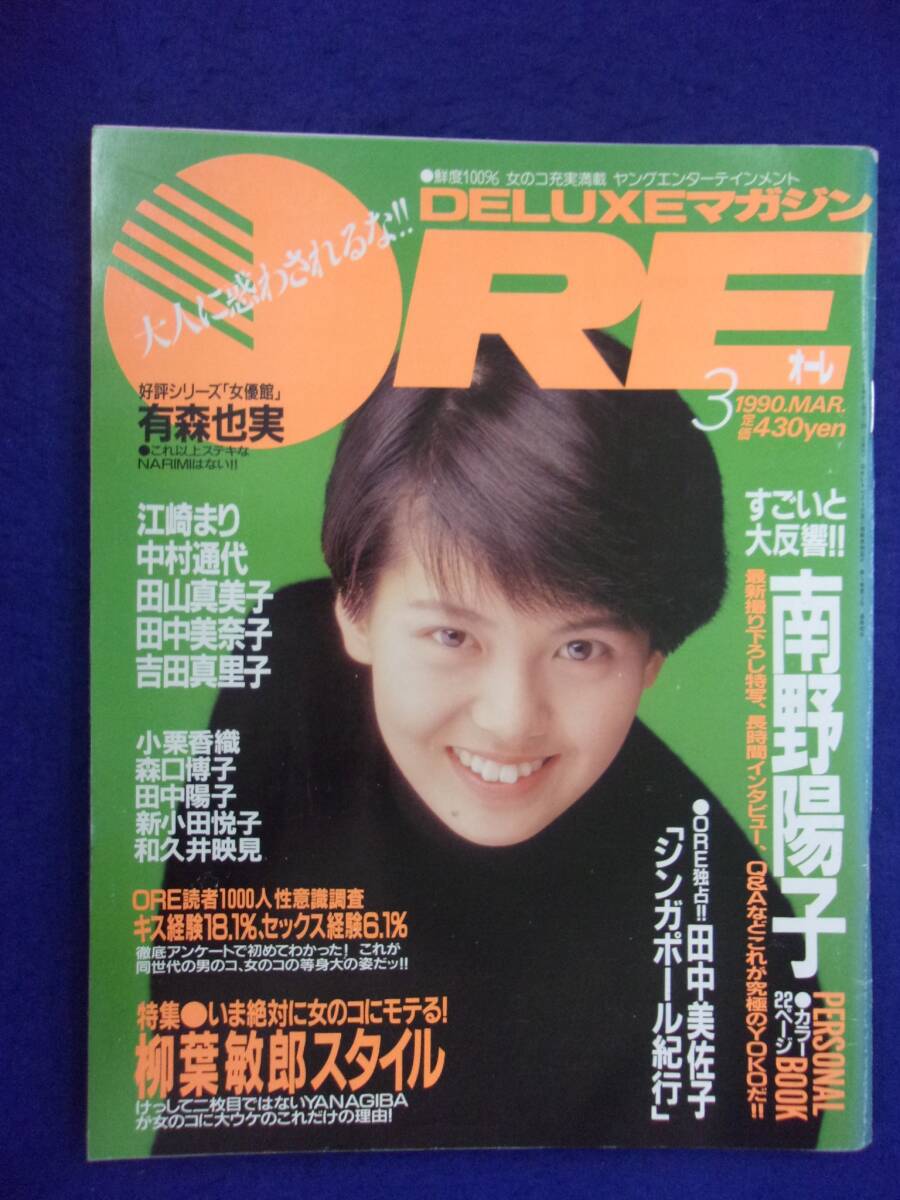 ●鮮度100% 女のコ充実満載 ヤングエンターテインメント
DELUXEマガジン
ORE
オーレ
大人に惑わされるな!!
3
1990.MAR.
定価430yen
好評シリーズ「女優館」
有森也実
●これ以上ステキな
NARIMIはない!!
江崎まり
中村通代
田山真美子
田中美奈子
吉田真里子
小栗香織
森口博子
田中陽子
新小田悦子
和久井映見
ORE読者1000人性意識調査
キス経験18.1%、セックス経験6.1%
徹底アンケートで初めてわかった! これが
同世代の男のコ、女のコの等身大の姿だッ!!
特集●いま絶対に女のコにモテる!
柳葉敏郎スタイル
けっして二枚目ではないYANAGIBA
が女のコに大ウケのこれだけの理由!
すごいと
大反響!!
南野陽子
最新撮り下ろし特写、長時間インタビュー、Q&Aなどこれが究極のYOKOだ!!
PERSONAL BOOK
●カラー
22ページ
●ORE独占!!田中美佐子
「シンガポール紀行」